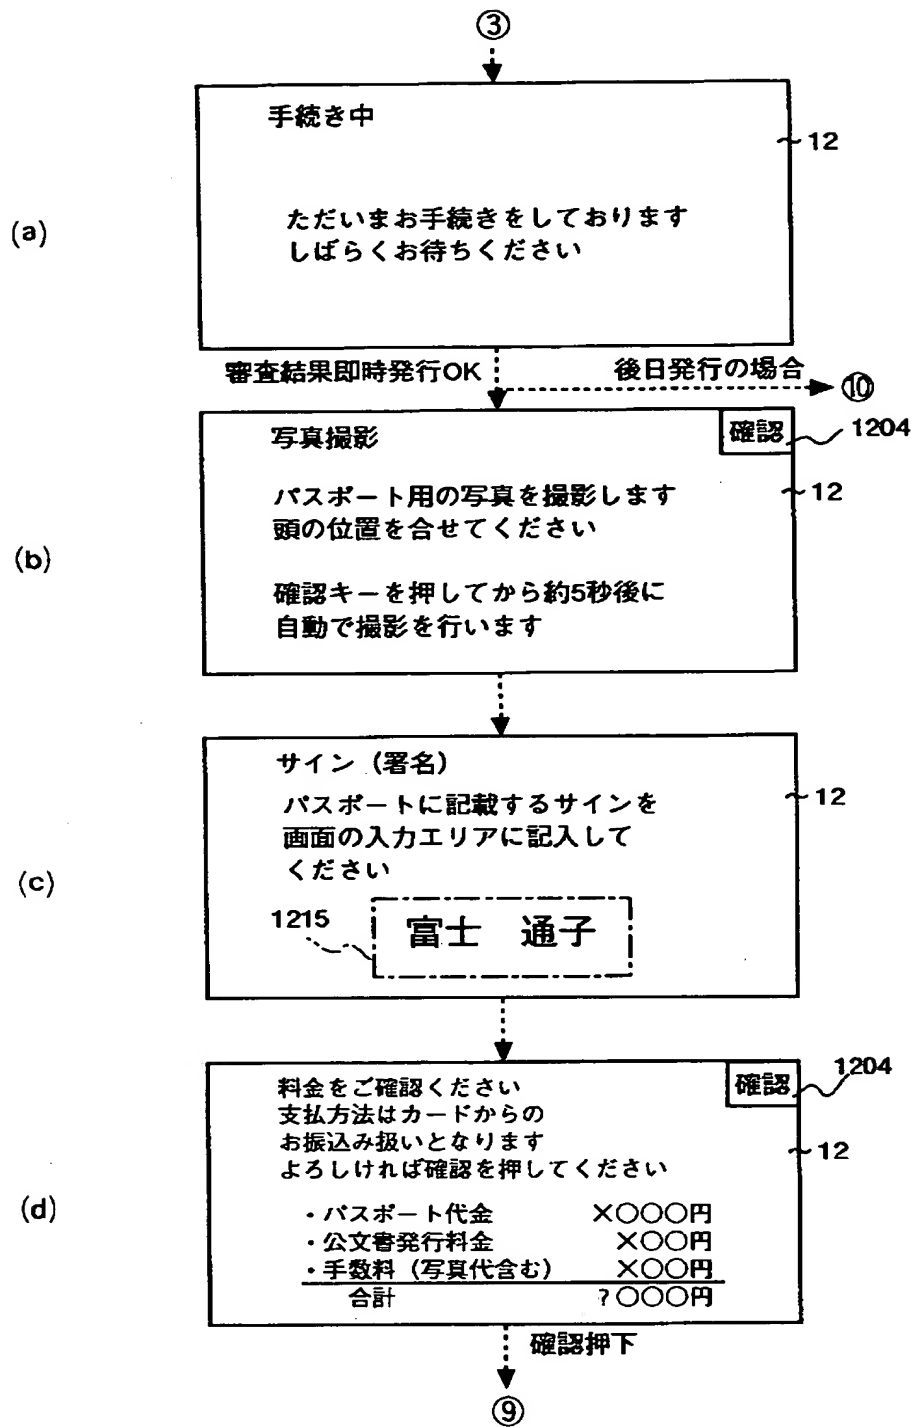 ③
手続き中
12
(a)
ただいまお手続きをしております
しばらくお待ちください
審査結果即時発行OK
後日発行の場合
⑩
写真撮影
確認
1204
12
パスポート用の写真を撮影します
頭の位置を合せてください
(b)
確認キーを押してから約5秒後に
自動で撮影を行います
サイン（署名）
12
パスポートに記載するサインを
画面の入力エリアに記入して
ください
(c)
1215
富士　通子
料金をご確認ください
確認
1204
支払方法はカードからの
お振込み扱いとなります
12
よろしければ確認を押してください
(d)
・パスポート代金　×○○○円
・公文書発行料金　×○○円
・手数料（写真代含む）　×○○円
合計　?○○○円
確認押下
⑨